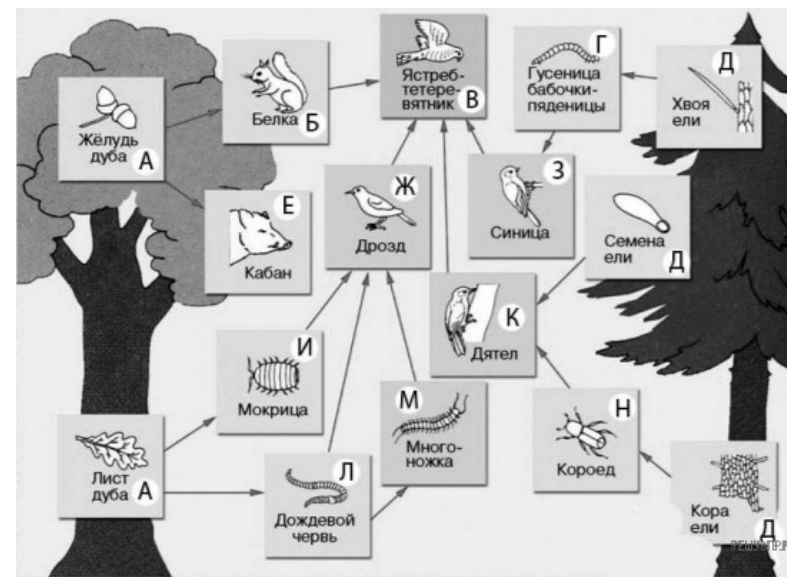 Жёлудь
дуба
А
Белка
Б
Ястреб-
тетере-
вятник
В
Г
Гусеница
бабочки-
пяденицы
Д
Хвоя
ели
Е
Кабан
Ж
Дрозд
З
Синица
Семена
ели
Д
К
Дятел
И
Мокрица
М
Много-
ножка
Н
Короед
Лист
дуба
А
Л
Дождевой
червь
Кора
ели
Д